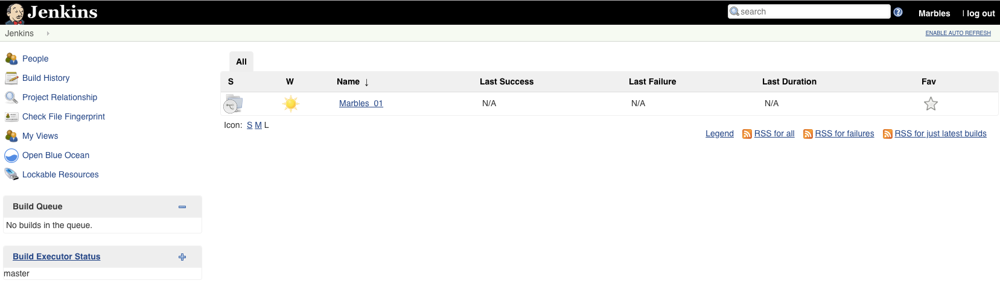 Jenkins
search
?
Marbles | log out
Jenkins
ENABLE AUTO REFRESH
People
Build History
Project Relationship
Check File Fingerprint
My Views
Open Blue Ocean
Lockable Resources
Build Queue
No builds in the queue.
Build Executor Status
master
All
S W Name ↓ Last Success Last Failure Last Duration Fav
Marbles_01 N/A N/A N/A
Icon: S M L
Legend RSS for all RSS for failures RSS for just latest builds